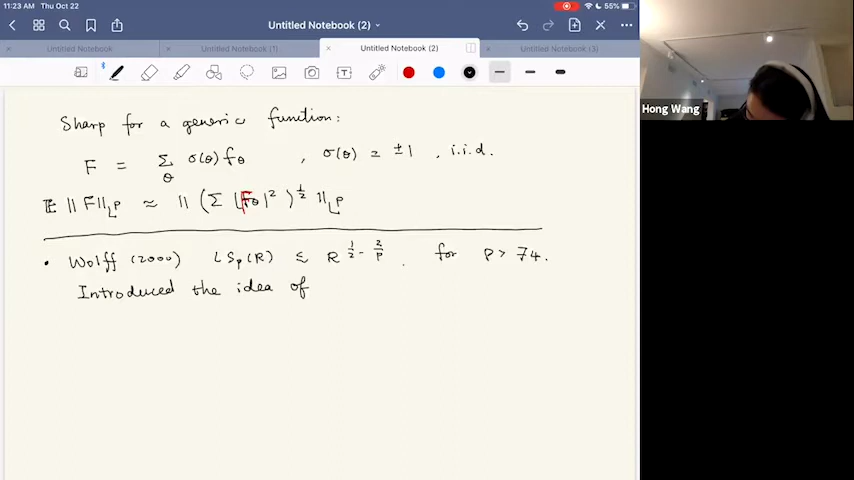 11:23 AM Thu Oct 22
55%
Untitled Notebook (2)
Untitled Notebook
Untitled Notebook (1)
Untitled Notebook (2)
Untitled Notebook (3)
Hong Wang
Sharp for a generic function:
F = Σ_θ σ(θ) f_θ , σ(θ) = ±1 , i.i.d.
𝔼 ||F||_{L^p} ≈ || (Σ |F_θ|^2)^{1/2} ||_{L^p}
• Wolff (2000) LS_p(R) ≲ R^{1/2 - 2/p} . for p > 74.
Introduced the idea of